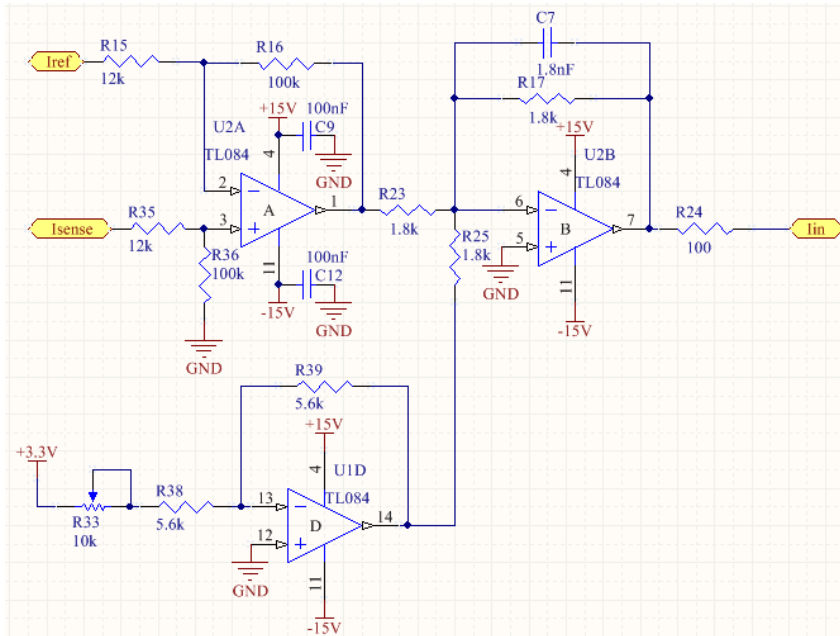 C7
1.8nF
R15
12k
Iref
R16
100k
R17
1.8k
100nF
+15V
C9
GND
U2A
TL084
4
2
3
A
1
11
+15V
U2B
TL084
4
6
5
B
7
11
-15V
GND
R23
1.8k
R24
100
Iin
R25
1.8k
Isense
R35
12k
R36
100k
GND
100nF
C12
-15V
GND
R39
5.6k
+15V
U1D
TL084
4
+3.3V
R33
10k
R38
5.6k
13
12
D
14
11
GND
-15V